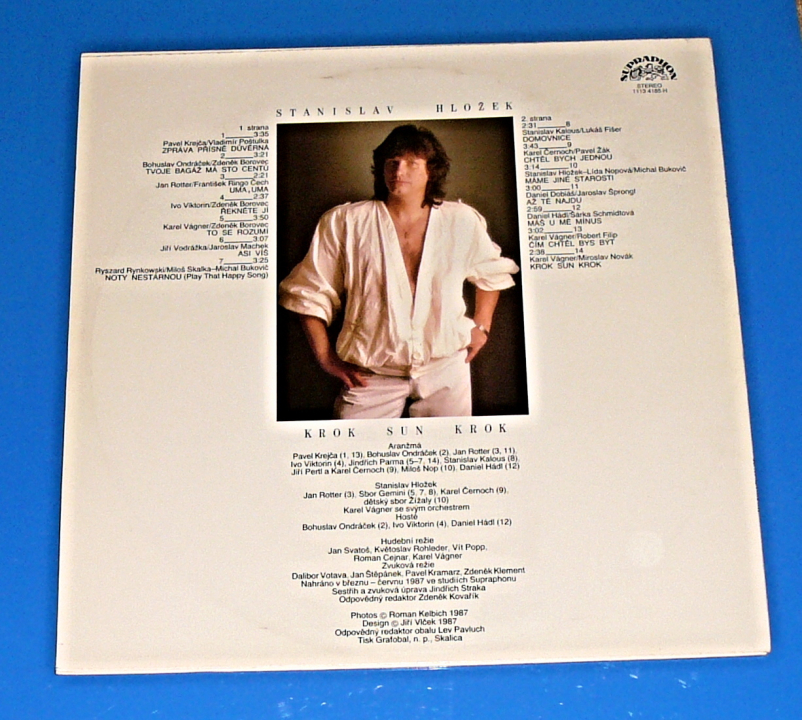 SUPRAPHON
STEREO
1113 4185 H
STANISLAV HLOŽEK
1. strana
1 3:35
Pavel Krejča/Vladimír Poštulka
ZPRÁVA PŘÍSNĚ DŮVĚRNÁ
2 3:21
Bohuslav Ondráček/Zdeněk Borovec
TVOJE BAGÁŽ MÁ STO CENTŮ
3 2:21
Jan Rotter/František Ringo Čech
UMA, UMA
4 2:37
Ivo Viktorin/Zdeněk Borovec
ŘEKNĚTE JÍ
5 3:50
Karel Vágner/Zdeněk Borovec
TO SE ROZUMÍ
6 3:07
Jiří Vodrážka/Jaroslav Machek
ASI VÍŠ
7 3:25
Ryszard Rynkowski/Miloš Skalka–Michal Bukovič
NOTY NESTÁRNOU (Play That Happy Song)
2. strana
2:31 8
Stanislav Kalous/Lukáš Fišer
DOMOVNICE
3:43 9
Karel Černoch/Pavel Žák
CHTĚL BYCH JEDNOU
3:14 10
Stanislav Hložek–Lída Nopová/Michal Bukovič
MÁME JINÉ STAROSTI
3:00 11
Daniel Dobiáš/Jaroslav Šprongl
AŽ TĚ NAJDU
2:59 12
Daniel Hádl/Šárka Schmidtová
MÁŠ U MĚ MÍNUS
3:02 13
Karel Vágner/Robert Filip
ČÍM CHTĚL BYS BÝT
2:38 14
Karel Vágner/Miroslav Novák
KROK SUN KROK
KROK SUN KROK
Aranžmá
Pavel Krejča (1, 13), Bohuslav Ondráček (2), Jan Rotter (3, 11),
Ivo Viktorin (4), Jindřich Parma (5–7, 14), Stanislav Kalous (8),
Jiří Pertl a Karel Černoch (9), Miloš Nop (10), Daniel Hádl (12)
Stanislav Hložek
Jan Rotter (3), Sbor Gemini (5, 7, 8), Karel Černoch (9),
dětský sbor Žížaly (10)
Karel Vágner se svým orchestrem
Hosté
Bohuslav Ondráček (2), Ivo Viktorin (4), Daniel Hádl (12)
Hudební režie
Jan Svatoš, Květoslav Rohleder, Vít Popp,
Roman Cejnar, Karel Vágner
Zvuková režie
Dalibor Votava, Jan Štěpánek, Pavel Kramarz, Zdeněk Klement
Nahráno v březnu – červnu 1987 ve studiích Supraphonu
Sestřih a zvuková úprava Jindřich Straka
Odpovědný redaktor Zdeněk Kovařík
Photos © Roman Kelbich 1987
Design © Jiří Vlček 1987
Odpovědný redaktor obalu Lev Pavluch
Tisk Grafobal, n. p., Skalica